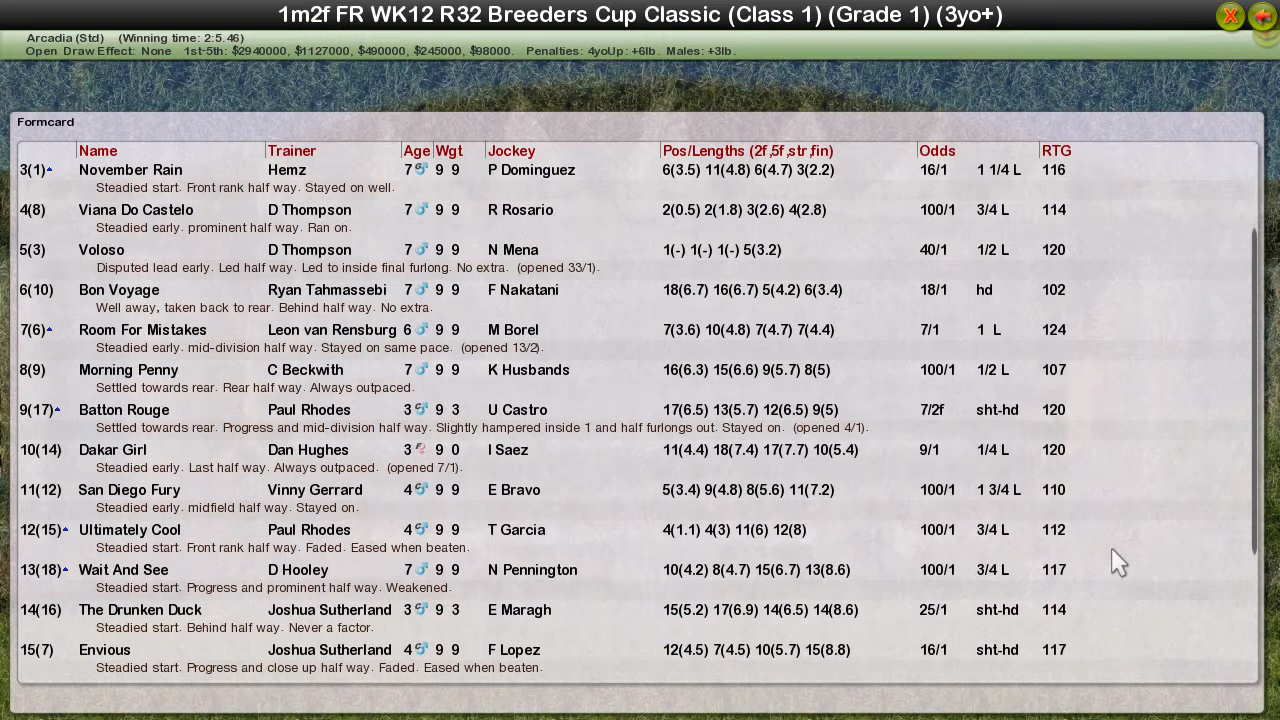 1m2f FR WK12 R32 Breeders Cup Classic (Class 1) (Grade 1) (3yo+)
X
Arcadia (Std) (Winning time: 2:5.46)
Open Draw Effect: None 1st-5th: $2940000, $1127000, $490000, $245000, $98000. Penalties: 4yoUp: +6lb. Males: +3lb.
Formcard
Name Trainer Age Wgt Jockey Pos/Lengths (2f,5f,str,fin) Odds RTG
3(1) November Rain Hemz 7 9 9 P Dominguez 6(3.5) 11(4.8) 6(4.7) 3(2.2) 16/1 1 1/4 L 116
Steadied start. Front rank half way. Stayed on well.
4(8) Viana Do Castelo D Thompson 7 9 9 R Rosario 2(0.5) 2(1.8) 3(2.6) 4(2.8) 100/1 3/4 L 114
Steadied early. prominent half way. Ran on.
5(3) Voloso D Thompson 7 9 9 N Mena 1(-) 1(-) 1(-) 5(3.2) 40/1 1/2 L 120
Disputed lead early. Led half way. Led to inside final furlong. No extra. (opened 33/1).
6(10) Bon Voyage Ryan Tahmassebi 7 9 9 F Nakatani 18(6.7) 16(6.7) 5(4.2) 6(3.4) 18/1 hd 102
Well away, taken back to rear. Behind half way. No extra.
7(6) Room For Mistakes Leon van Rensburg 6 9 9 M Borel 7(3.6) 10(4.8) 7(4.7) 7(4.4) 7/1 1 L 124
Steadied early. mid-division half way. Stayed on same pace. (opened 13/2).
8(9) Morning Penny C Beckwith 7 9 9 K Husbands 16(6.3) 15(6.6) 9(5.7) 8(5) 100/1 1/2 L 107
Settled towards rear. Rear half way. Always outpaced.
9(17) Batton Rouge Paul Rhodes 3 9 3 U Castro 17(6.5) 13(5.7) 12(6.5) 9(5) 7/2f sht-hd 120
Settled towards rear. Progress and mid-division half way. Slightly hampered inside 1 and half furlongs out. Stayed on. (opened 4/1).
10(14) Dakar Girl Dan Hughes 3 9 0 I Saez 11(4.4) 18(7.4) 17(7.7) 10(5.4) 9/1 1/4 L 120
Steadied early. Last half way. Always outpaced. (opened 7/1).
11(12) San Diego Fury Vinny Gerrard 4 9 9 E Bravo 5(3.4) 9(4.8) 8(5.6) 11(7.2) 100/1 1 3/4 L 110
Steadied early. midfield half way. Stayed on.
12(15) Ultimately Cool Paul Rhodes 4 9 9 T Garcia 4(1.1) 4(3) 11(6) 12(8) 100/1 3/4 L 112
Steadied start. Front rank half way. Faded. Eased when beaten.
13(18) Wait And See D Hooley 7 9 9 N Pennington 10(4.2) 8(4.7) 15(6.7) 13(8.6) 100/1 3/4 L 117
Steadied start. Progress and prominent half way. Weakened.
14(16) The Drunken Duck Joshua Sutherland 3 9 3 E Maragh 15(5.2) 17(6.9) 14(6.5) 14(8.6) 25/1 sht-hd 114
Steadied start. Behind half way. Never a factor.
15(7) Envious Joshua Sutherland 4 9 9 F Lopez 12(4.5) 7(4.5) 10(5.7) 15(8.8) 16/1 sht-hd 117
Steadied start. Progress and close up half way. Faded. Eased when beaten.